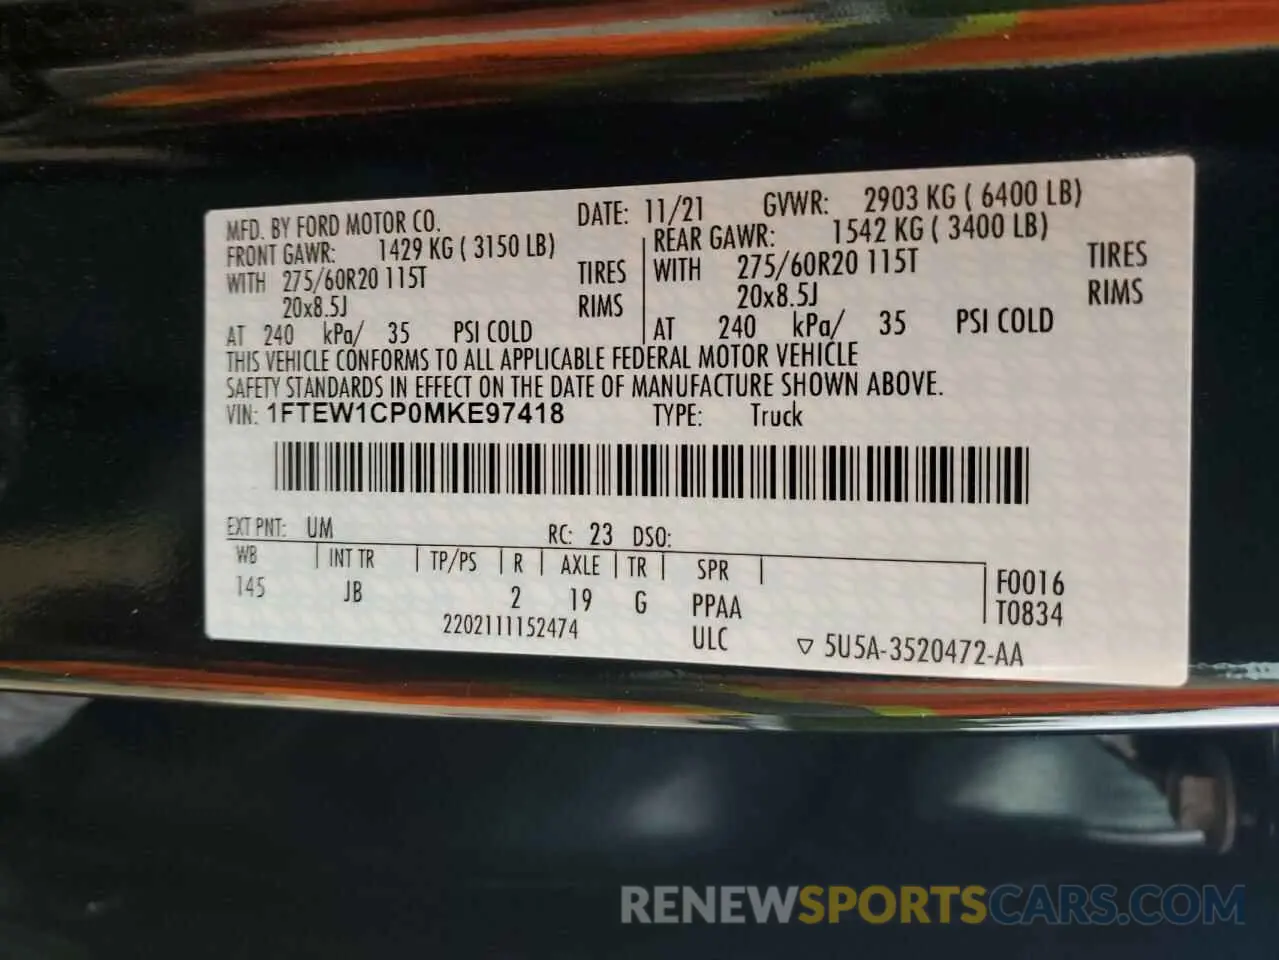 MFD. BY FORD MOTOR CO. DATE: 11/21 GVWR: 2903 KG ( 6400 LB)
FRONT GAWR: 1429 KG ( 3150 LB) REAR GAWR: 1542 KG ( 3400 LB)
WITH 275/60R20 115T TIRES WITH 275/60R20 115T TIRES
20x8.5J RIMS 20x8.5J RIMS
AT 240 kPa/ 35 PSI COLD AT 240 kPa/ 35 PSI COLD
THIS VEHICLE CONFORMS TO ALL APPLICABLE FEDERAL MOTOR VEHICLE
SAFETY STANDARDS IN EFFECT ON THE DATE OF MANUFACTURE SHOWN ABOVE.
VIN: 1FTEW1CP0MKE97418 TYPE: Truck
EXT PNT: UM RC: 23 DSO:
WB INT TR TP/PS R AXLE TR SPR F0016
145 JB 2 19 G PPAA T0834
2202111152474 ULC ▽ 5U5A-3520472-AA
RENEWSPORTSCARS.COM